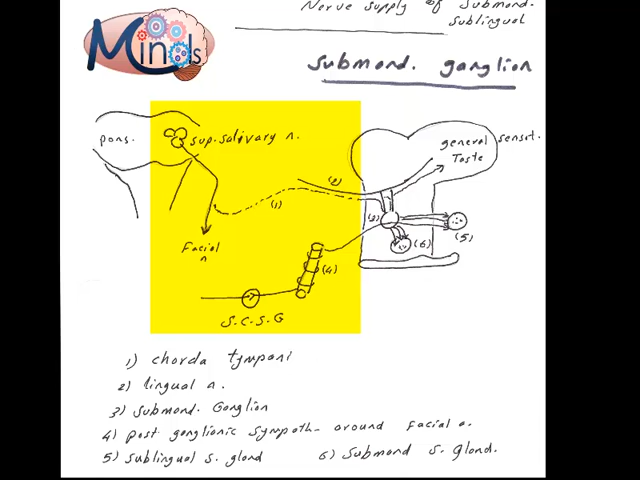 Nerve supply of Submand.
Sublingual
Minds
Submand. ganglion
pons.
sup. salivary n.
general senset.
Taste
(2)
(1)
(3)
(5)
(6)
Facial
n
(4)
S.C.S.G
1) chorda tympani
2) lingual n.
3) Submand. Ganglion
4) post ganglionic sympath- around Facial a.
5) sublingual s. gland 6) Submand s. gland.